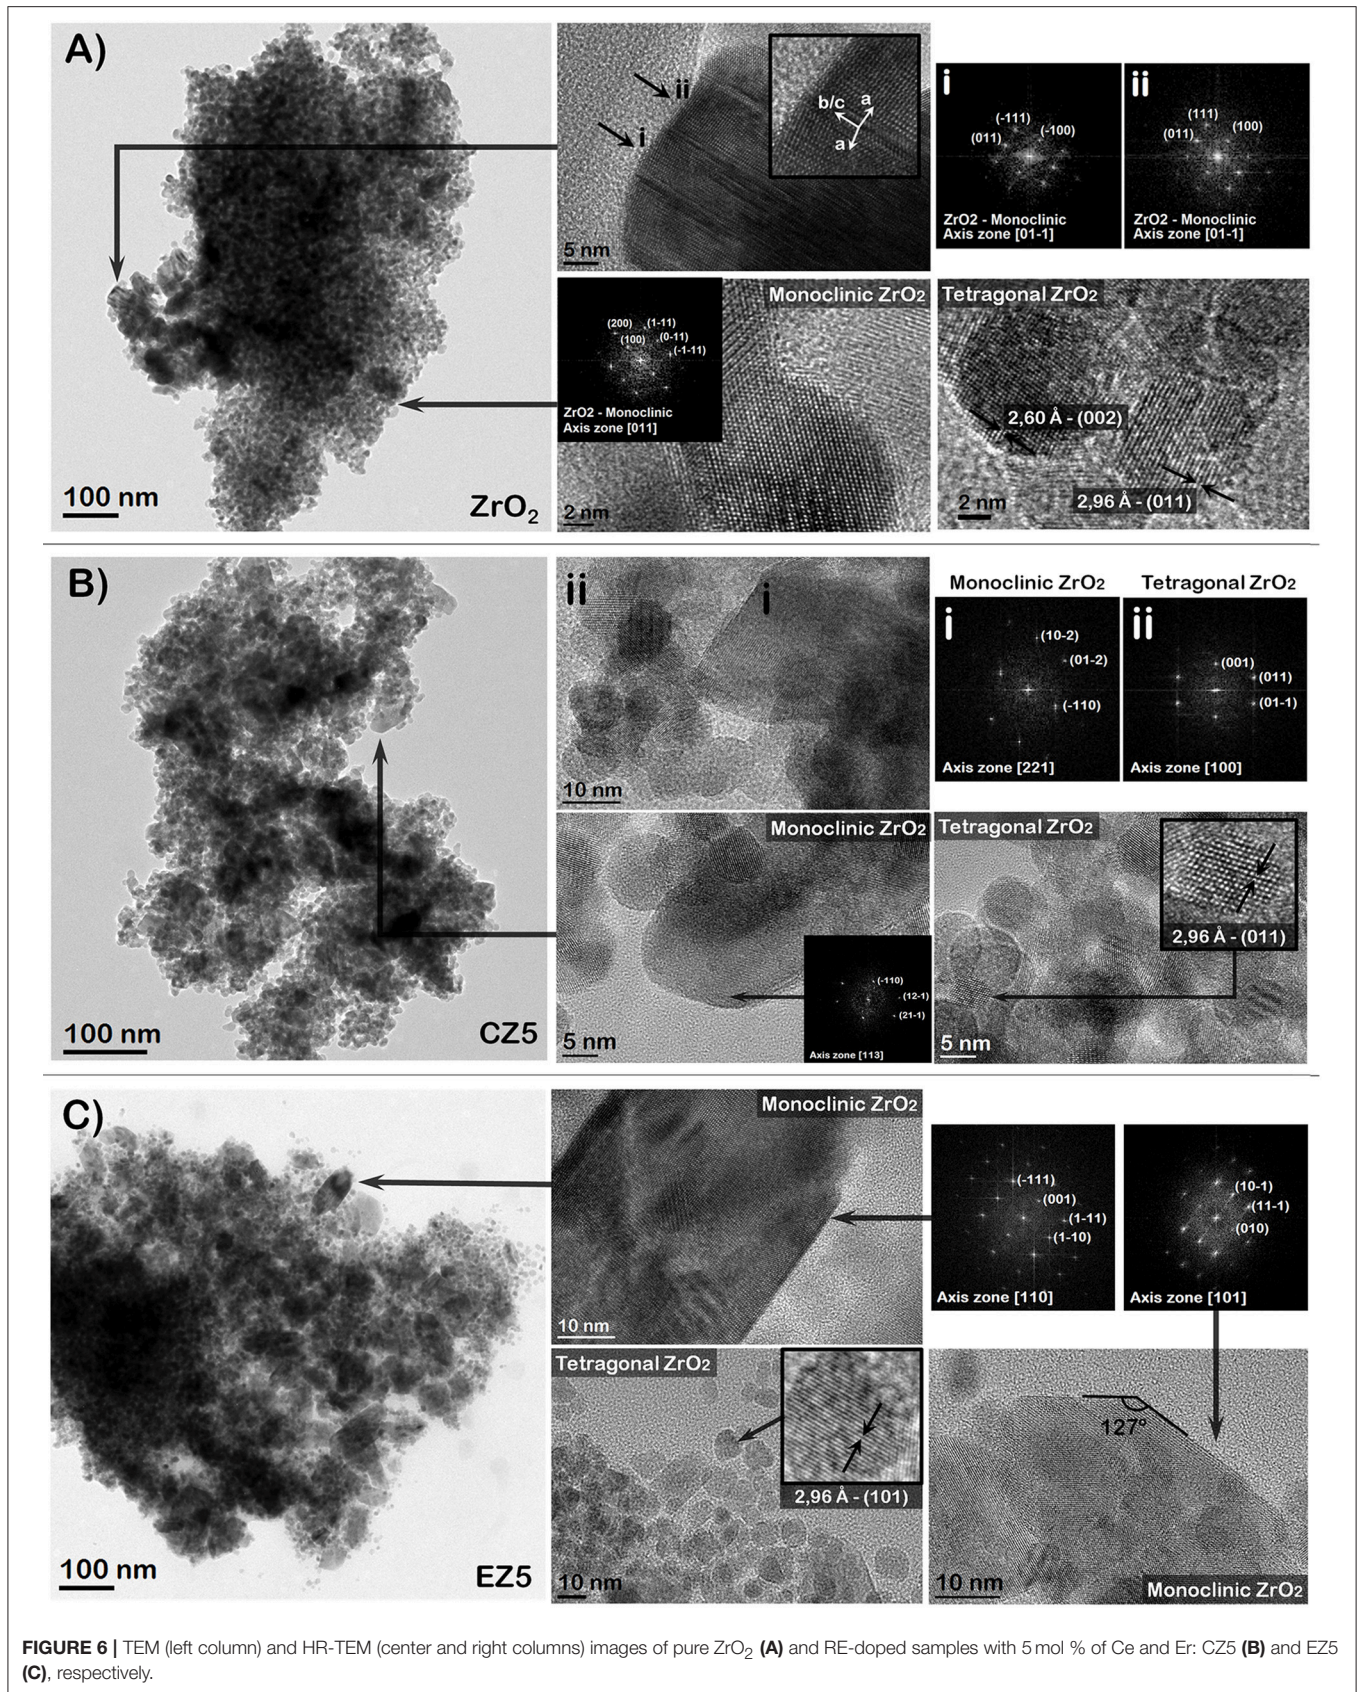 A)
100 nm
ZrO2
ii
i
b/c
a
a
5 nm
i
(-111)
(011)
(-100)
ZrO2 - Monoclinic
Axis zone [01-1]
ii
(111)
(011)
(100)
ZrO2 - Monoclinic
Axis zone [01-1]
Monoclinic ZrO2
(200)
(1-11)
(100)
(0-11)
(-1-11)
ZrO2 - Monoclinic
Axis zone [011]
2 nm
Tetragonal ZrO2
2,60 Å - (002)
2,96 Å - (011)
2 nm
B)
100 nm
CZ5
ii
i
10 nm
Monoclinic ZrO2
i
(10-2)
(01-2)
(-110)
Axis zone [221]
Tetragonal ZrO2
ii
(001)
(011)
(01-1)
Axis zone [100]
Monoclinic ZrO2
(-110)
(12-1)
(21-1)
Axis zone [113]
5 nm
Tetragonal ZrO2
2,96 Å - (011)
5 nm
C)
100 nm
EZ5
Monoclinic ZrO2
10 nm
(-111)
(001)
(1-11)
(1-10)
Axis zone [110]
(10-1)
(11-1)
(010)
Axis zone [101]
Tetragonal ZrO2
2,96 Å - (101)
10 nm
127°
10 nm
Monoclinic ZrO2
FIGURE 6 | TEM (left column) and HR-TEM (center and right columns) images of pure ZrO2 (A) and RE-doped samples with 5 mol % of Ce and Er: CZ5 (B) and EZ5
(C), respectively.